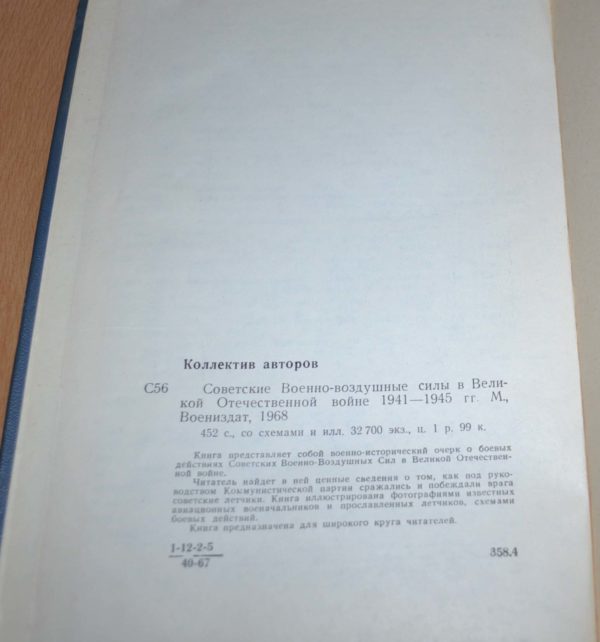 Коллектив авторов
С56 Советские Военно-воздушные силы в Вели-
кой Отечественной войне 1941—1945 гг. М.,
Воениздат, 1968
452 с., со схемами и илл. 32 700 экз., ц. 1 р. 99 к.
Книга представляет собой военно-исторический очерк о боевых
действиях Советских Военно-Воздушных Сил в Великой Отечествен-
ной войне.
Читатель найдет в ней ценные сведения о том, как под руко-
водством Коммунистической партии сражались и побеждали врага
советские летчики. Книга иллюстрирована фотографиями известных
авиационных военачальников и прославленных летчиков, схемами
боевых действий.
Книга предназначена для широкого круга читателей.
1-12-2-5
40-67
358.4